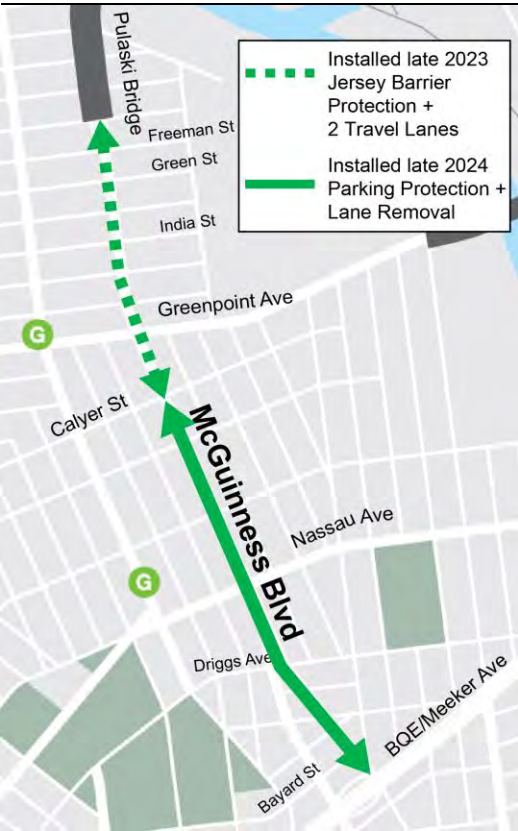 Pulaski Bridge
Installed late 2023
Jersey Barrier
Protection +
2 Travel Lanes
Installed late 2024
Parking Protection +
Lane Removal
Freeman St
Green St
India St
Greenpoint Ave
G
Calyer St
McGuinness Blvd
Nassau Ave
G
Driggs Ave
BQE/Meeker Ave
Bayard St